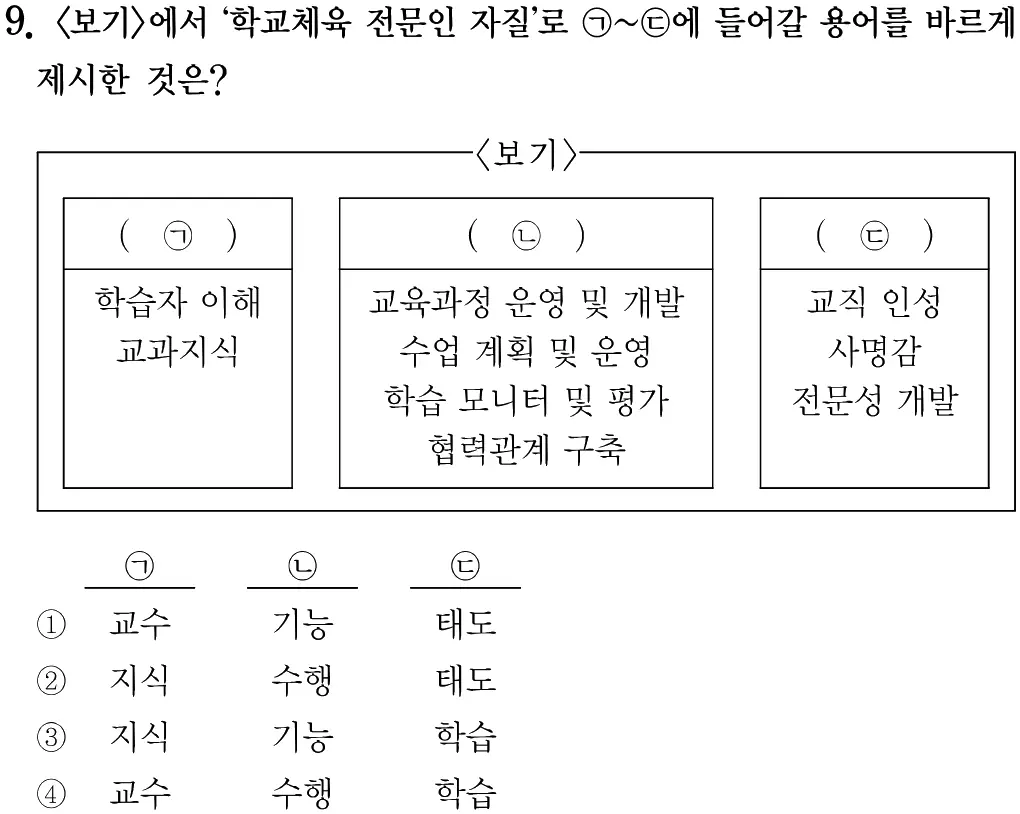 9. 〈보기〉에서 ‘학교체육 전문인 자질’로 ㉠~㉢에 들어갈 용어를 바르게
제시한 것은?
〈보기〉
( ㉠ ) ( ㉡ ) ( ㉢ )
학습자 이해 교육과정 운영 및 개발 교직 인성
교과지식 수업 계획 및 운영 사명감
학습 모니터 및 평가 전문성 개발
협력관계 구축
㉠ ㉡ ㉢
① 교수 기능 태도
② 지식 수행 태도
③ 지식 기능 학습
④ 교수 수행 학습